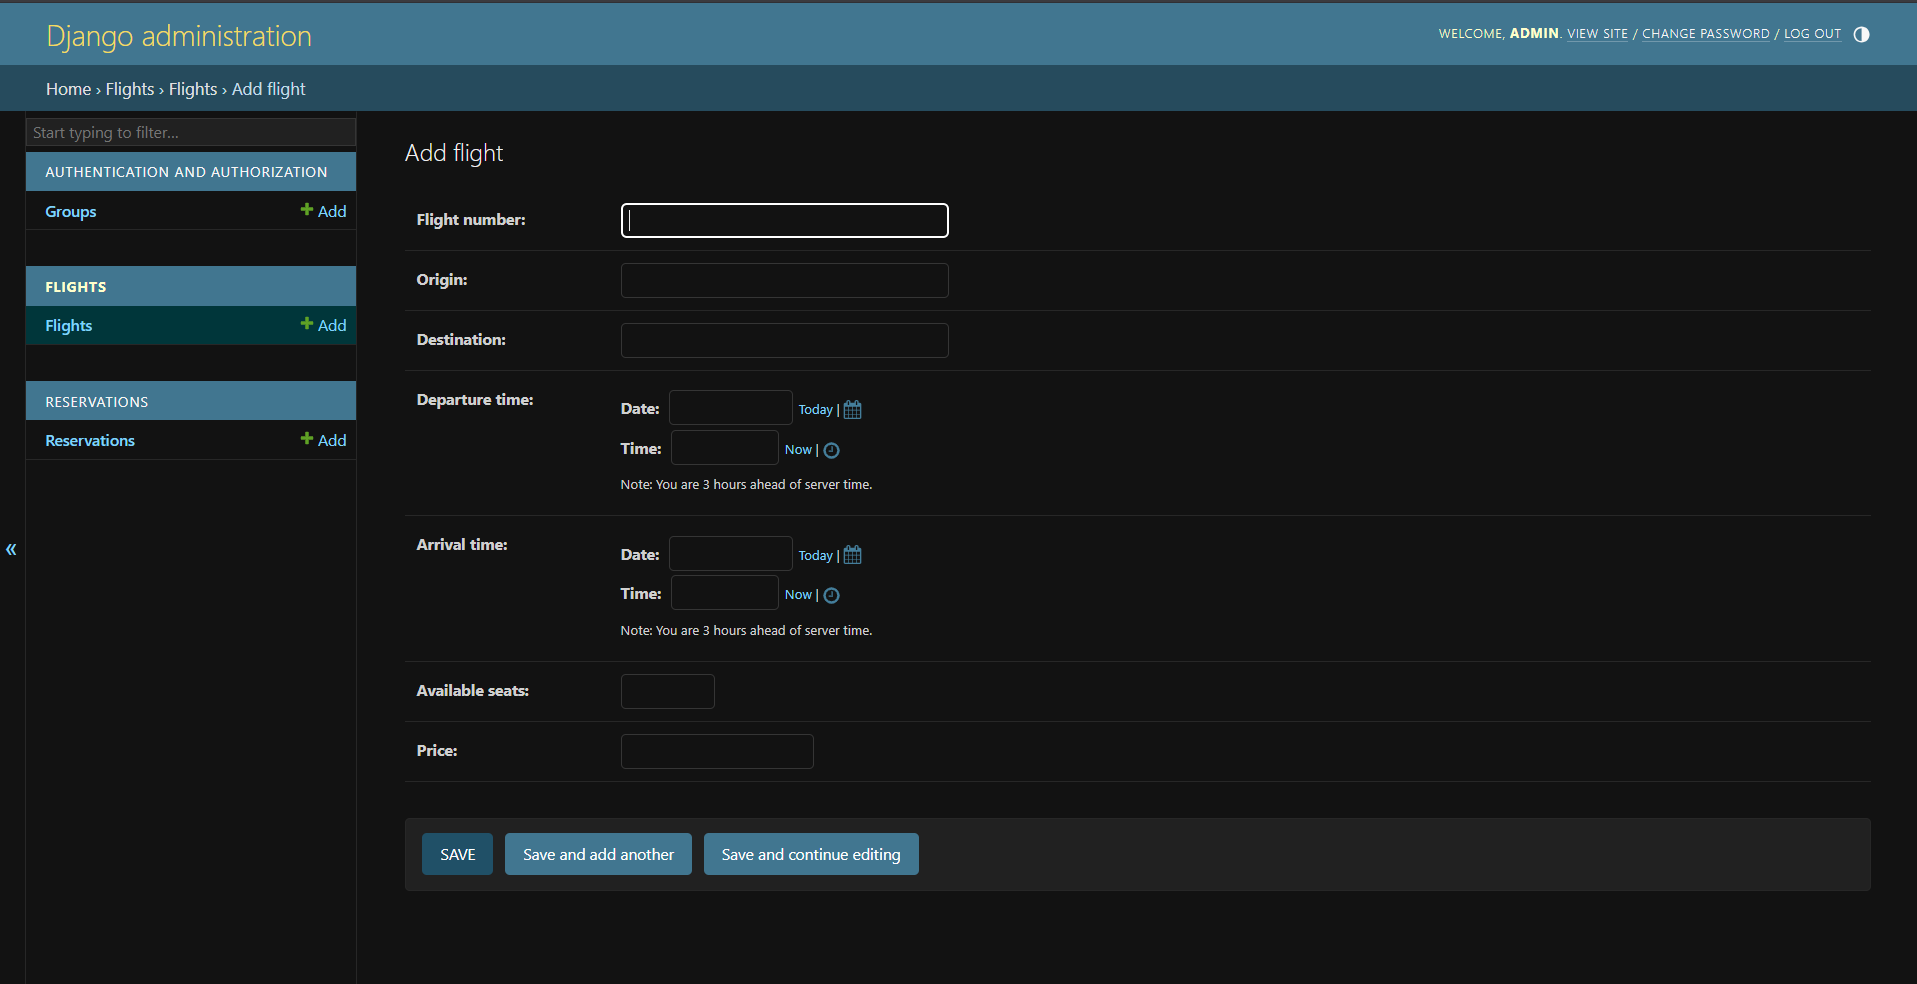 Django administration
WELCOME, ADMIN. VIEW SITE / CHANGE PASSWORD / LOG OUT
Home › Flights › Flights › Add flight
Start typing to filter...
AUTHENTICATION AND AUTHORIZATION
Groups Add
FLIGHTS
Flights Add
RESERVATIONS
Reservations Add
«
Add flight
Flight number:
Origin:
Destination:
Departure time:
Date: Today |
Time: Now |
Note: You are 3 hours ahead of server time.
Arrival time:
Date: Today |
Time: Now |
Note: You are 3 hours ahead of server time.
Available seats:
Price:
SAVE Save and add another Save and continue editing